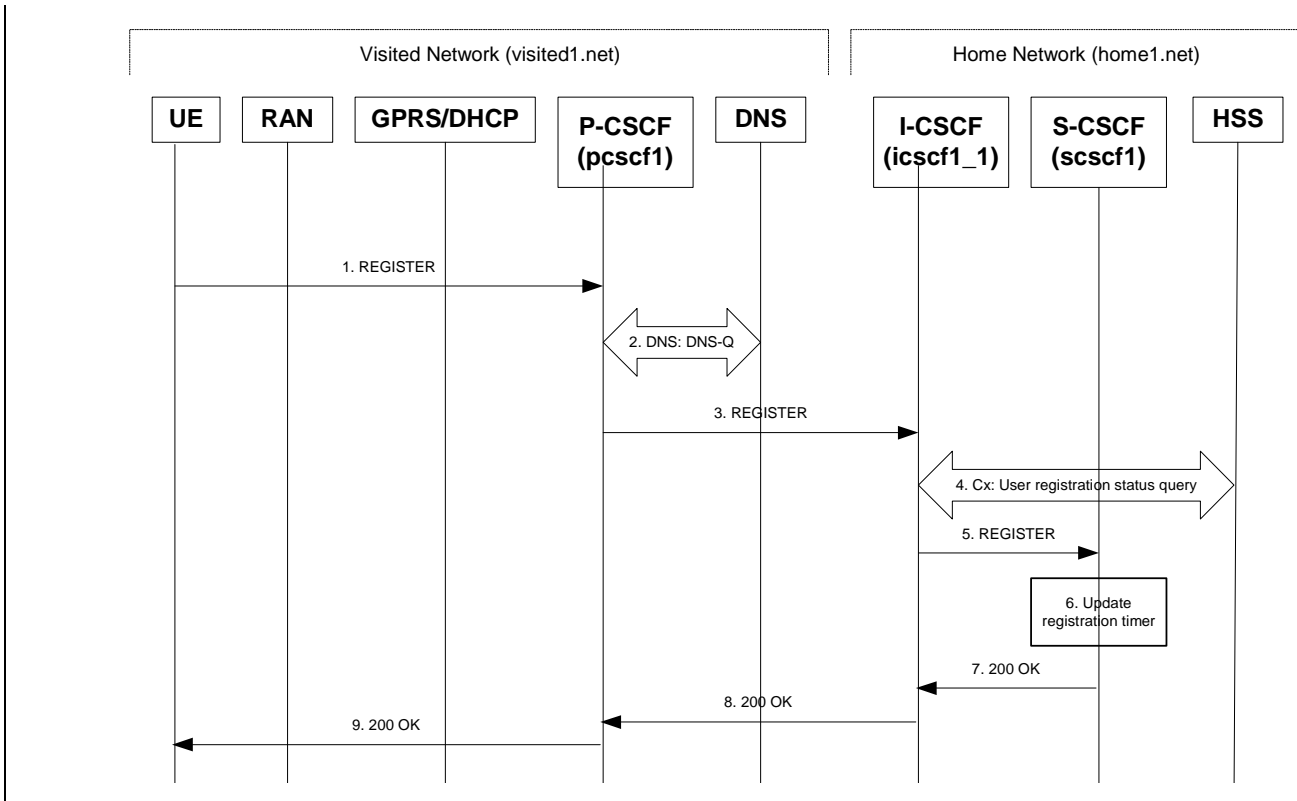 Visited Network (visited1.net)
Home Network (home1.net)
UE
RAN
GPRS/DHCP
P-CSCF
(pcscf1)
DNS
I-CSCF
(icscf1_1)
S-CSCF
(scscf1)
HSS
1. REGISTER
2. DNS: DNS-Q
3. REGISTER
4. Cx: User registration status query
5. REGISTER
6. Update
registration timer
7. 200 OK
8. 200 OK
9. 200 OK